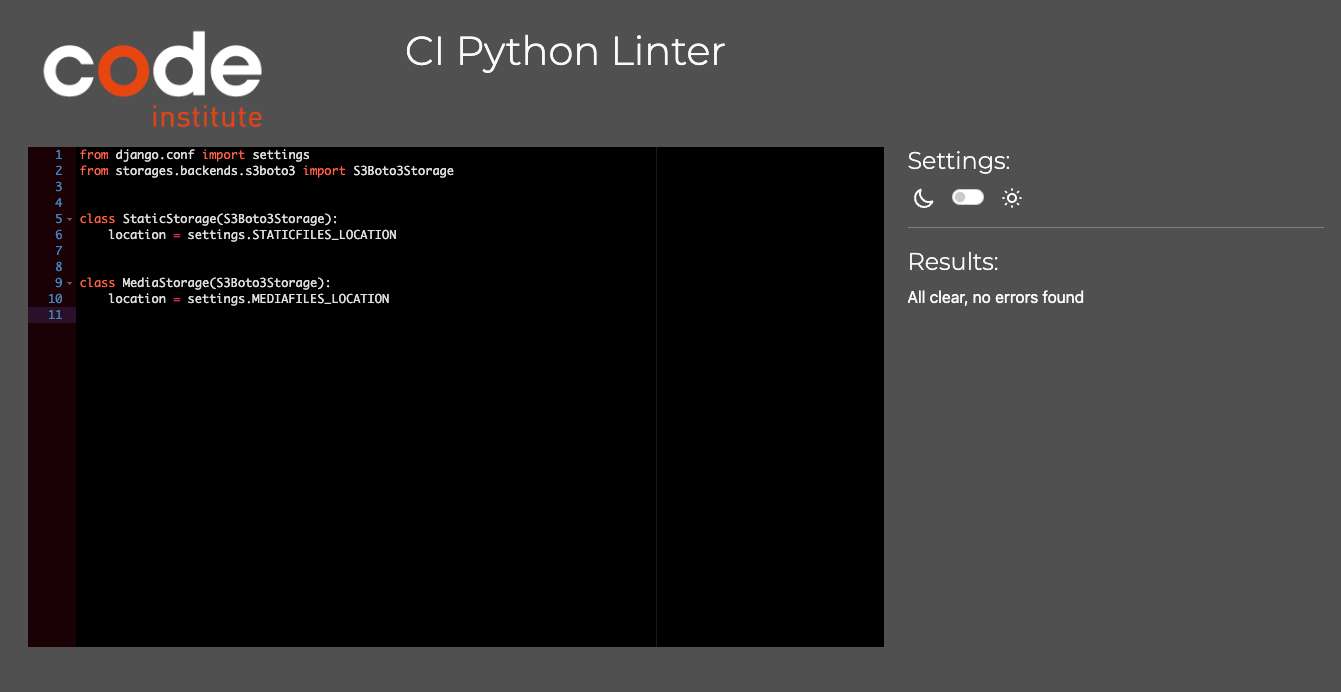 code
institute
CI Python Linter
1 from django.conf import settings
2 from storages.backends.s3boto3 import S3Boto3Storage
3
4
5 class StaticStorage(S3Boto3Storage):
6     location = settings.STATICFILES_LOCATION
7
8
9 class MediaStorage(S3Boto3Storage):
10     location = settings.MEDIAFILES_LOCATION
11
Settings:
Results:
All clear, no errors found